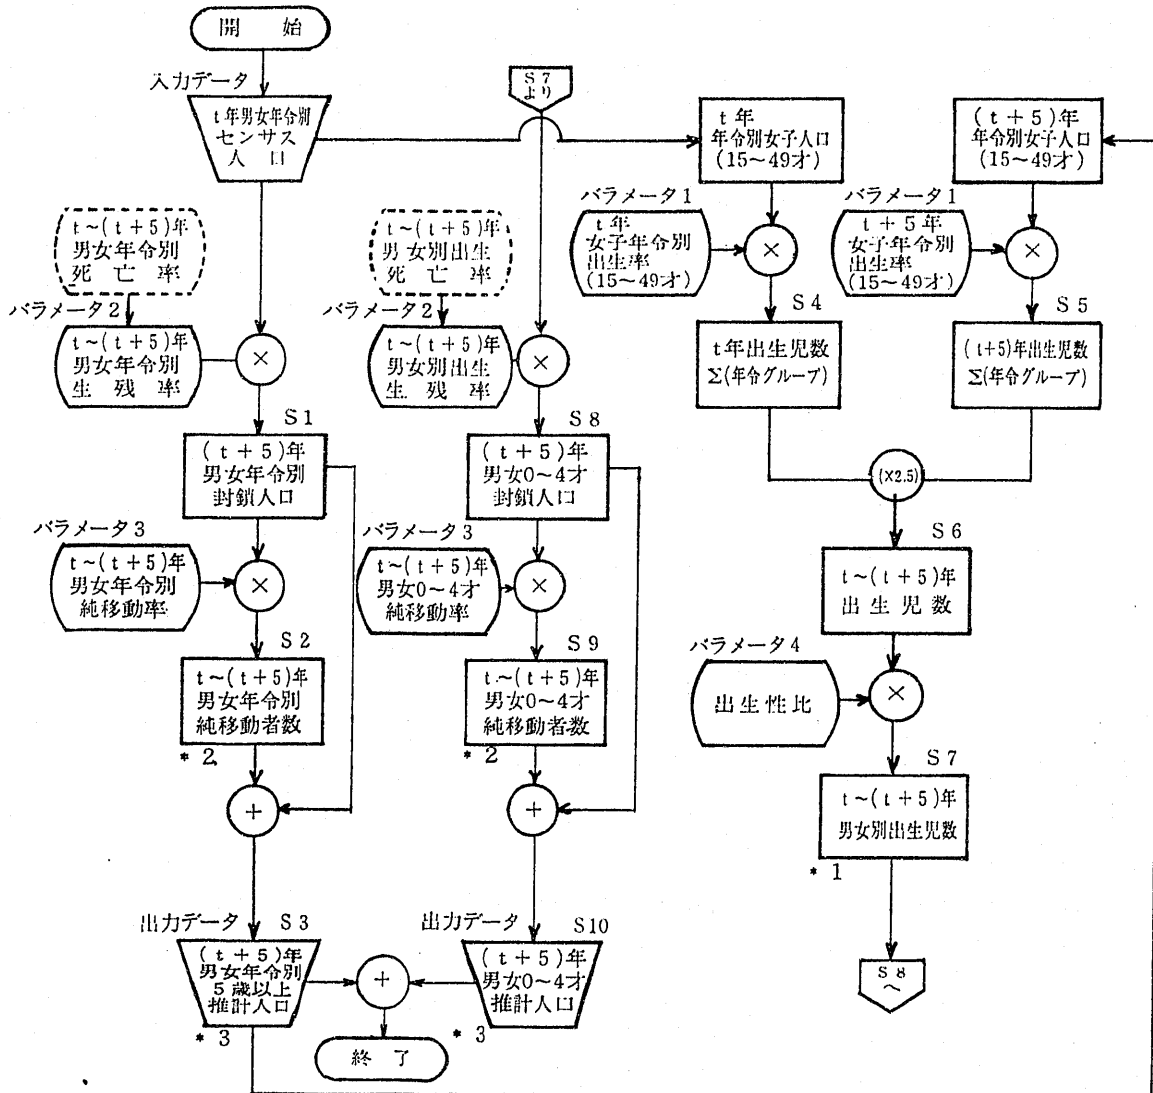 開始
入力データ
t年男女年令別
センサス
人口
t~(t+5)年
男女年令別
死亡率
パラメータ2
t~(t+5)年
男女年令別
生残率
×
S1
(t+5)年
男女年令別
封鎖人口
パラメータ3
t~(t+5)年
男女年令別
純移動率
×
S2
t~(t+5)年
男女年令別
純移動者数
*2
+
出力データ
S3
(t+5)年
男女年令別
5歳以上
推計人口
*3
S7
より
t~(t+5)年
男女別出生
死亡率
パラメータ2
t~(t+5)年
男女別出生
生残率
×
S8
(t+5)年
男女0~4才
封鎖人口
パラメータ3
t~(t+5)年
男女0~4才
純移動率
×
S9
t~(t+5)年
男女0~4才
純移動者数
*2
+
出力データ
S10
(t+5)年
男女0~4才
推計人口
*3
+
終了
t年
年令別女子人口
(15~49才)
パラメータ1
t年
女子年令別
出生率
(15~49才)
×
S4
t年出生児数
Σ(年令グループ)
(t+5)年
年令別女子人口
(15~49才)
パラメータ1
t+5年
女子年令別
出生率
(15~49才)
×
S5
(t+5)年出生児数
Σ(年令グループ)
(×2.5)
S6
t~(t+5)年
出生児数
パラメータ4
出生性比
×
S7
t~(t+5)年
男女別出生児数
*1
S8
へ